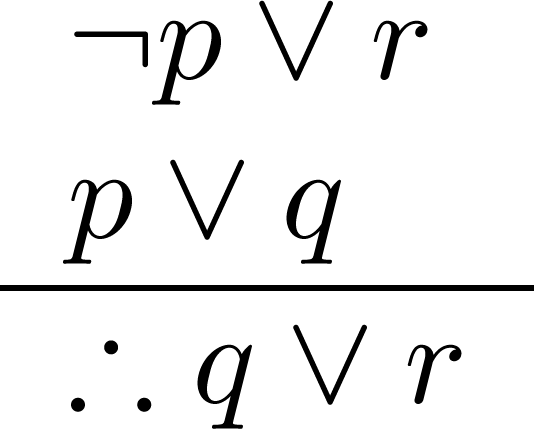 ¬p ∨ r
p ∨ q
∴ q ∨ r